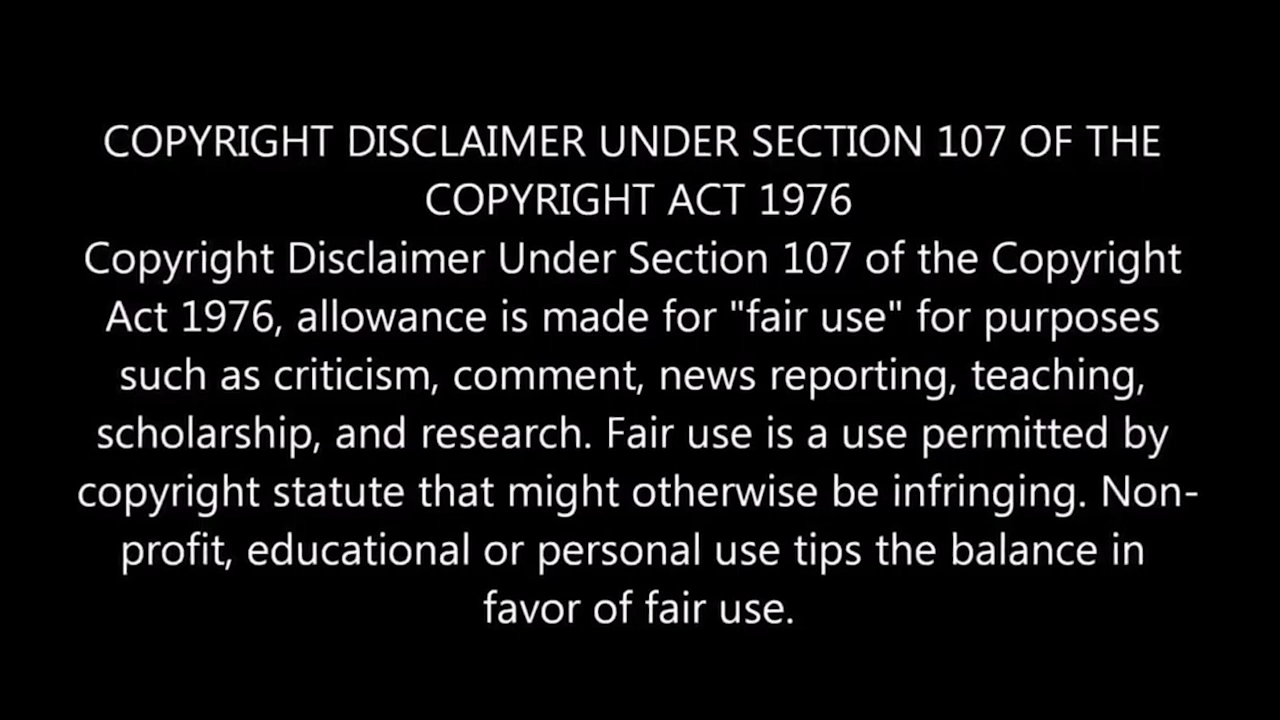 COPYRIGHT DISCLAIMER UNDER SECTION 107 OF THE
COPYRIGHT ACT 1976
Copyright Disclaimer Under Section 107 of the Copyright
Act 1976, allowance is made for "fair use" for purposes
such as criticism, comment, news reporting, teaching,
scholarship, and research. Fair use is a use permitted by
copyright statute that might otherwise be infringing. Non-
profit, educational or personal use tips the balance in
favor of fair use.